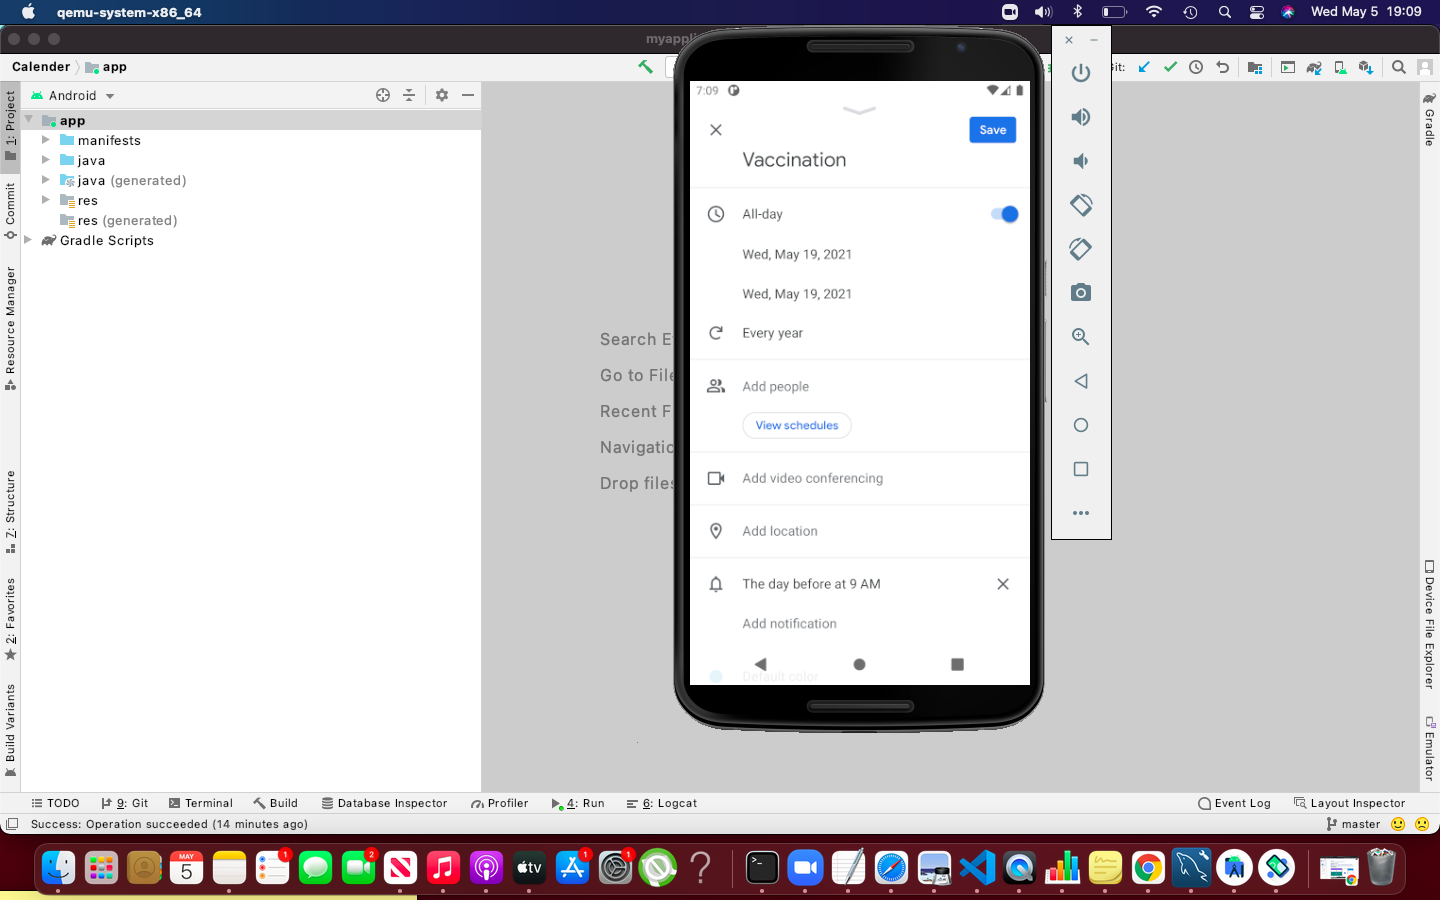 qemu-system-x86_64
Wed May 5 19:09
myappli
Calender
app
Git:
Android
app
manifests
java
java (generated)
res
res (generated)
Gradle Scripts
1: Project
Commit
Resource Manager
Z: Structure
2: Favorites
Build Variants
Search E
Go to File
Recent F
Navigatio
Drop files
7:09
Save
Vaccination
All-day
Wed, May 19, 2021
Wed, May 19, 2021
Every year
Add people
View schedules
Add video conferencing
Add location
The day before at 9 AM
Add notification
Default color
Gradle
Device File Explorer
Emulator
TODO
9: Git
Terminal
Build
Database Inspector
Profiler
4: Run
6: Logcat
Event Log
Layout Inspector
Success: Operation succeeded (14 minutes ago)
master
MAY
5
1
2
tv
1
1